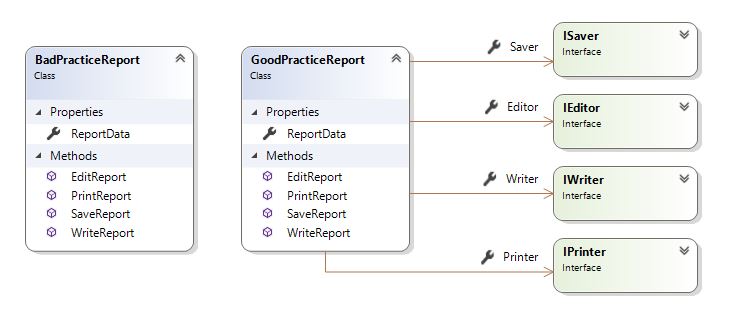 BadPracticeReport
Class
Properties
ReportData
Methods
EditReport
PrintReport
SaveReport
WriteReport
GoodPracticeReport
Class
Properties
ReportData
Methods
EditReport
PrintReport
SaveReport
WriteReport
Saver
Editor
Writer
Printer
ISaver
Interface
IEditor
Interface
IWriter
Interface
IPrinter
Interface